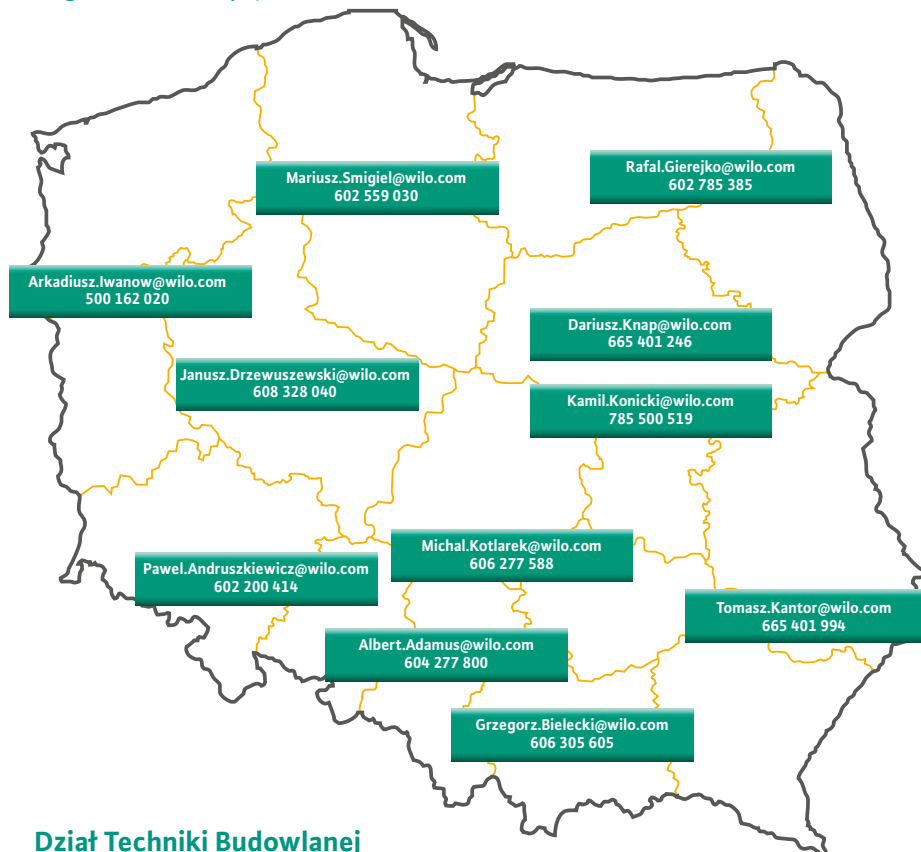 Mariusz.Smigiel@wilo.com
602 559 030
Rafal.Gierejko@wilo.com
602 785 385
Arkadiusz.Iwanow@wilo.com
500 162 020
Dariusz.Knap@wilo.com
665 401 246
Janusz.Drzewuszewski@wilo.com
608 328 040
Kamil.Konicki@wilo.com
785 500 519
Michal.Kotlarek@wilo.com
606 277 588
Pawel.Andruszkiewicz@wilo.com
602 200 414
Tomasz.Kantor@wilo.com
665 401 994
Albert.Adamus@wilo.com
604 277 800
Grzegorz.Bielecki@wilo.com
606 305 605
Dział Techniki Budowlanej